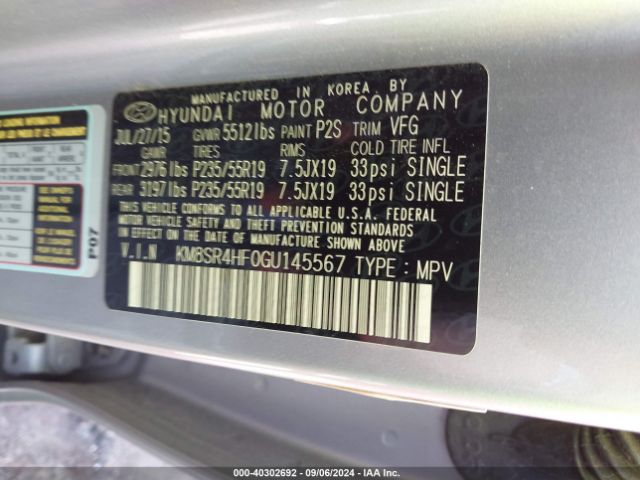 MANUFACTURED IN KOREA BY
HYUNDAI MOTOR COMPANY
JUL/27/15 GVWR 5512lbs PAINT P2S TRIM VFG
GAWR TIRES RIMS COLD TIRE INFL
FRONT 2976lbs P235/55R19 7.5JX19 33psi SINGLE
REAR 3197lbs P235/55R19 7.5JX19 33psi SINGLE
THIS VEHICLE CONFORMS TO ALL APPLICABLE U.S.A. FEDERAL
MOTOR VEHICLE SAFETY AND THEFT PREVENTION STANDARDS
IN EFFECT ON THE DATE OF MANUFACTURE SHOWN ABOVE.
V.I.N KM8SR4HF0GU145567 TYPE : MPV
P07
000-40302692 - 09/06/2024 - IAA Inc.